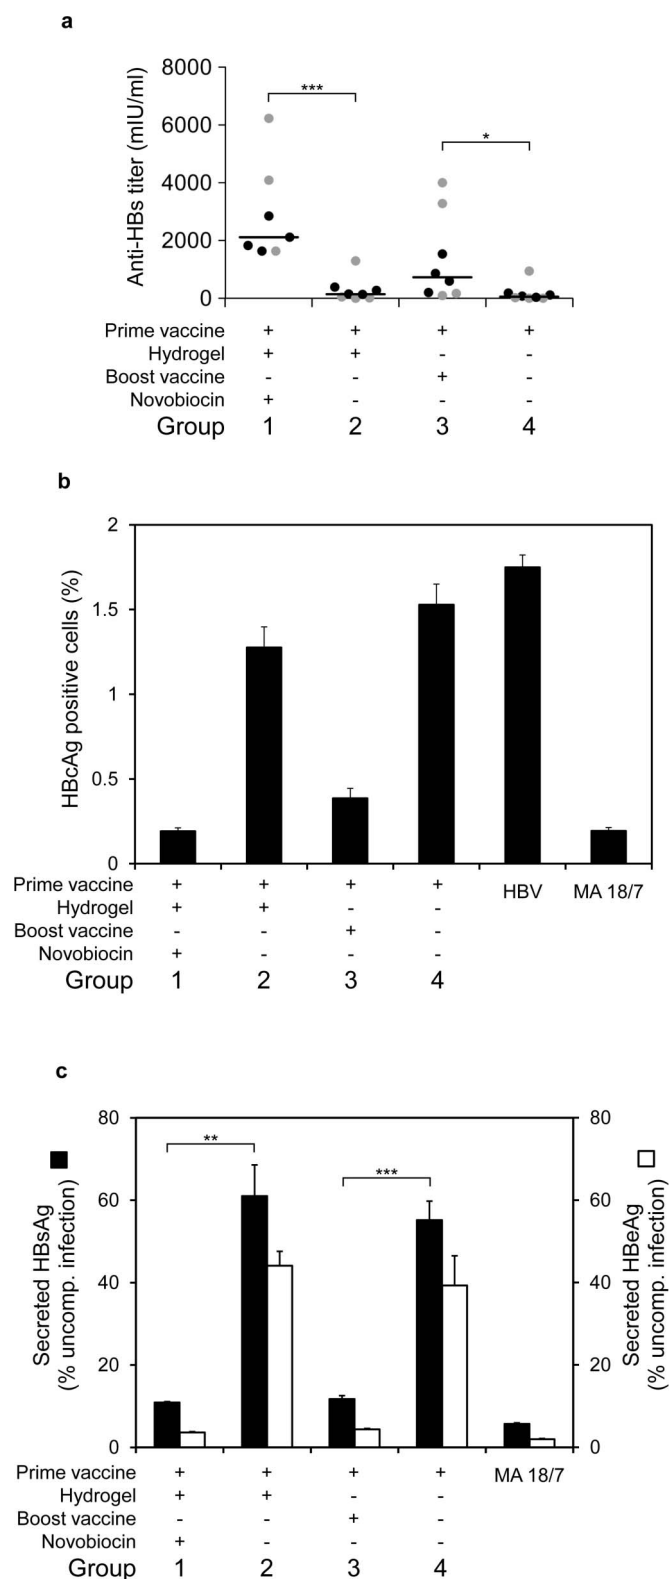 a
Anti-HBs titer (mIU/ml)
8000
6000
4000
2000
0
***
*
Prime vaccine + + + +
Hydrogel + + - -
Boost vaccine - - + -
Novobiocin + - - -
Group 1 2 3 4
b
HBcAg positive cells (%)
2
1.5
1
0.5
0
Prime vaccine + + + + HBV MA 18/7
Hydrogel + + - -
Boost vaccine - - + -
Novobiocin + - - -
Group 1 2 3 4
c
Secreted HBsAg
(% uncomp. infection)
80
60
40
20
0
**
***
80
60
40
20
0
Secreted HBeAg
(% uncomp. infection)
Prime vaccine + + + + MA 18/7
Hydrogel + + - -
Boost vaccine - - + -
Novobiocin + - - -
Group 1 2 3 4